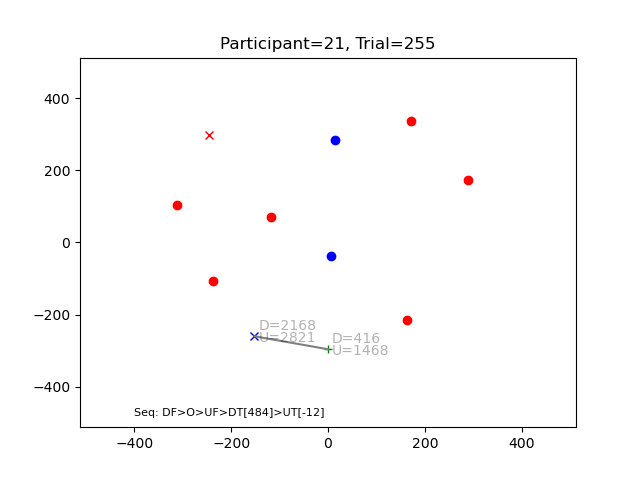 Participant=21, Trial=255
400
200
0
−200
−400
D=2168
U=2821
D=416
U=1468
Seq: DF>O>UF>DT[484]>UT[-12]
−400
−200
0
200
400